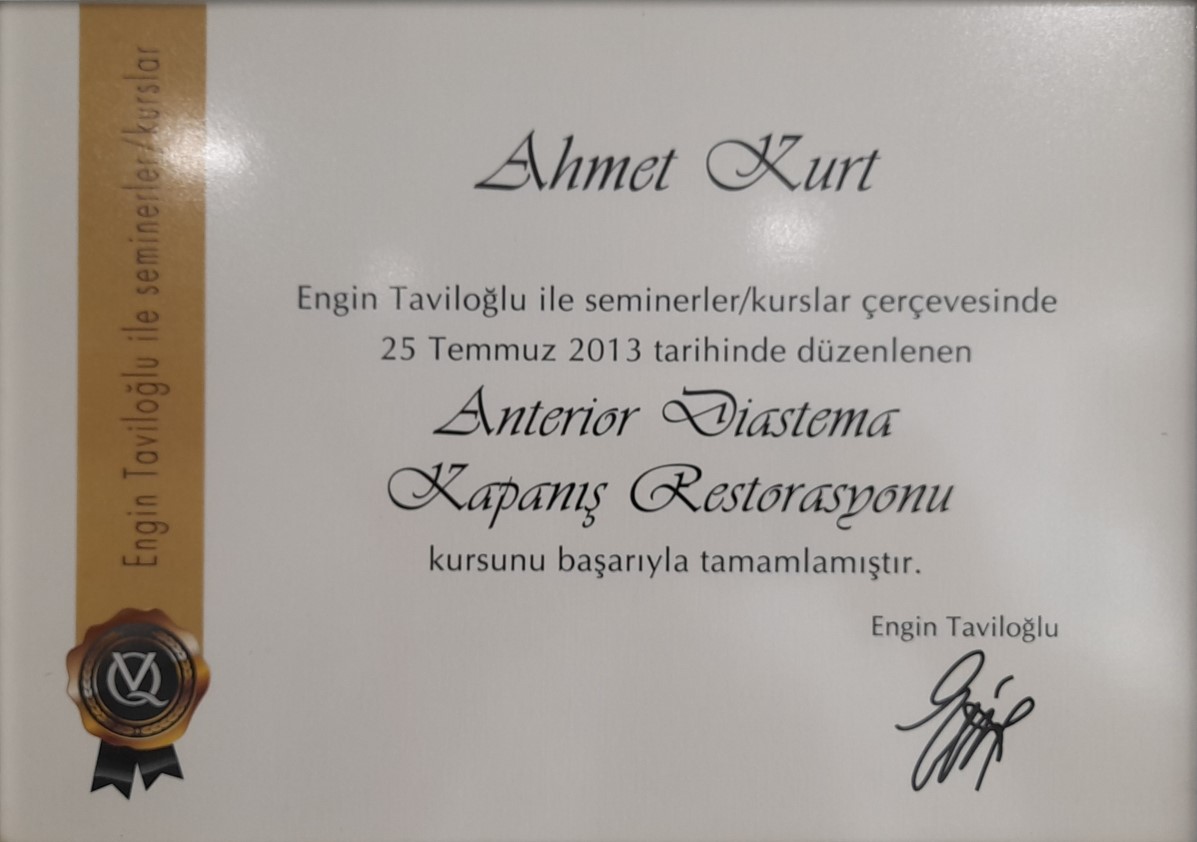 Engin Taviloğlu ile seminerler/kurslar
Ahmet Kurt
Engin Taviloğlu ile seminerler/kurslar çerçevesinde
25 Temmuz 2013 tarihinde düzenlenen
Anterior Diastema
Kapanış Restorasyonu
kursunu başarıyla tamamlamıştır.
Engin Taviloğlu
VQ